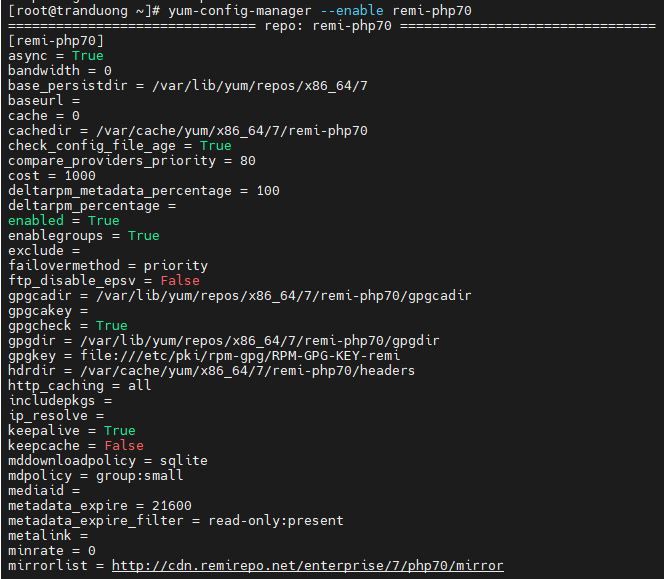 [root@tranduong ~]# yum-config-manager --enable remi-php70
=============================== repo: remi-php70 ================================
[remi-php70]
async = True
bandwidth = 0
base_persistdir = /var/lib/yum/repos/x86_64/7
baseurl =
cache = 0
cachedir = /var/cache/yum/x86_64/7/remi-php70
check_config_file_age = True
compare_providers_priority = 80
cost = 1000
deltarpm_metadata_percentage = 100
deltarpm_percentage =
enabled = True
enablegroups = True
exclude =
failovermethod = priority
ftp_disable_epsv = False
gpgcadir = /var/lib/yum/repos/x86_64/7/remi-php70/gpgcadir
gpgcakey =
gpgcheck = True
gpgdir = /var/lib/yum/repos/x86_64/7/remi-php70/gpgdir
gpgkey = file:///etc/pki/rpm-gpg/RPM-GPG-KEY-remi
hdrdir = /var/cache/yum/x86_64/7/remi-php70/headers
http_caching = all
includepkgs =
ip_resolve =
keepalive = True
keepcache = False
mddownloadpolicy = sqlite
mdpolicy = group:small
mediaid =
metadata_expire = 21600
metadata_expire_filter = read-only:present
metalink =
minrate = 0
mirrorlist = http://cdn.remirepo.net/enterprise/7/php70/mirror